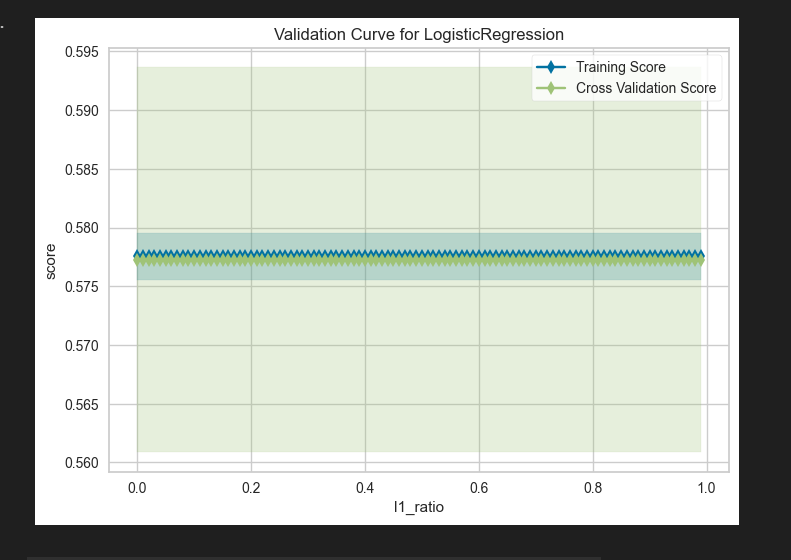 Validation Curve for LogisticRegression
0.595
Training Score
Cross Validation Score
0.590
0.585
0.580
0.575
0.570
0.565
0.560
score
0.0 0.2 0.4 0.6 0.8 1.0
l1_ratio